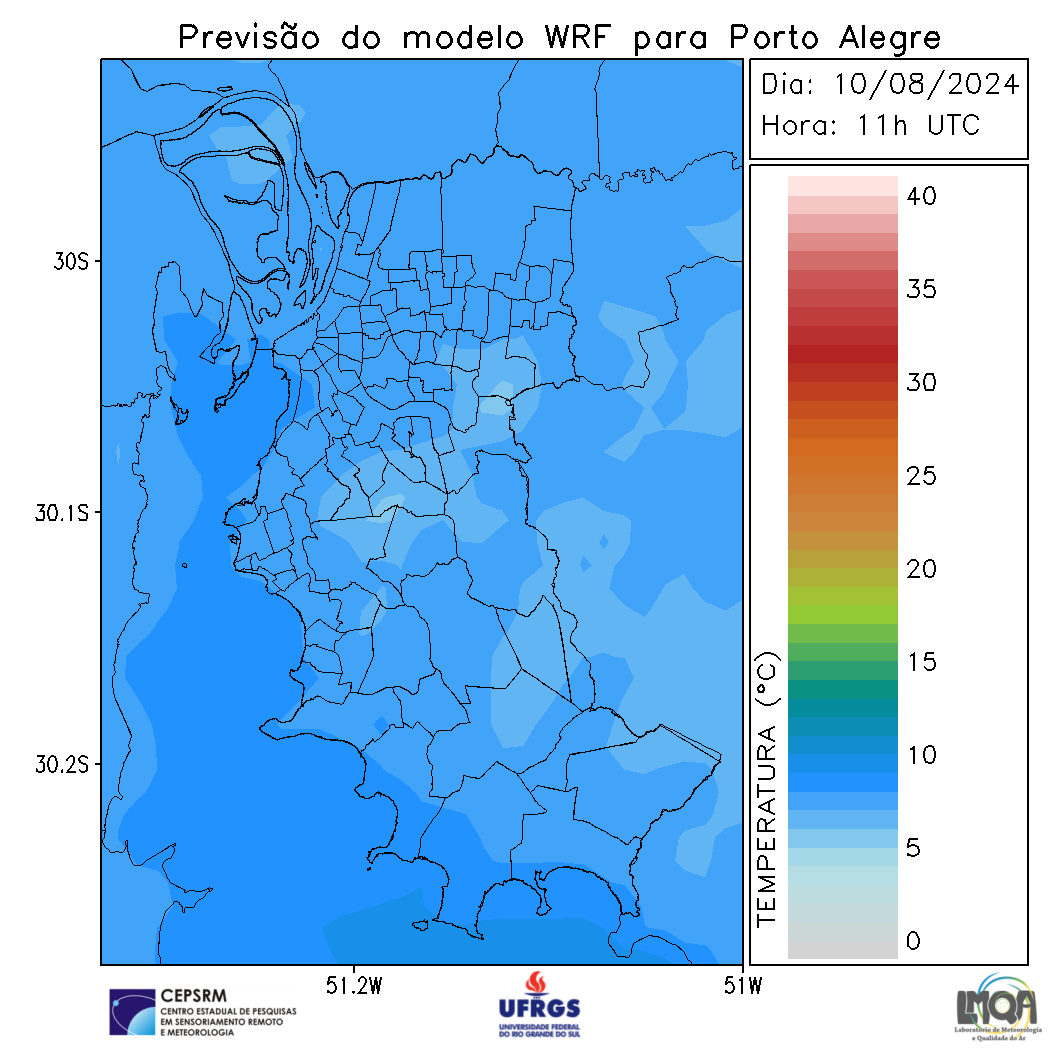 Previsão do modelo WRF para Porto Alegre
Dia: 10/08/2024
Hora: 11h UTC
40
35
30
25
20
15
10
5
0
TEMPERATURA (°C)
30S
30.1S
30.2S
51.2W
51W
CEPSRM
CENTRO ESTADUAL DE PESQUISAS
EM SENSORIAMENTO REMOTO
E METEOROLOGIA
UFRGS
UNIVERSIDADE FEDERAL
DO RIO GRANDE DO SUL
LMQA
Laboratório de Meteorologia
e Qualidade do Ar